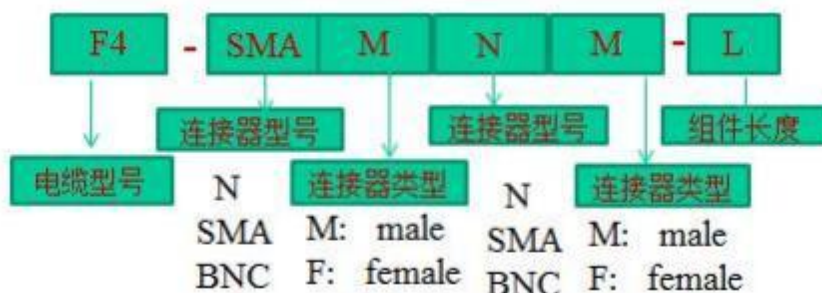 F4 - SMA M N M - L
连接器型号 连接器型号 组件长度
电缆型号 N 连接器类型 N 连接器类型
SMA M: male SMA M: male
BNC F: female BNC F: female